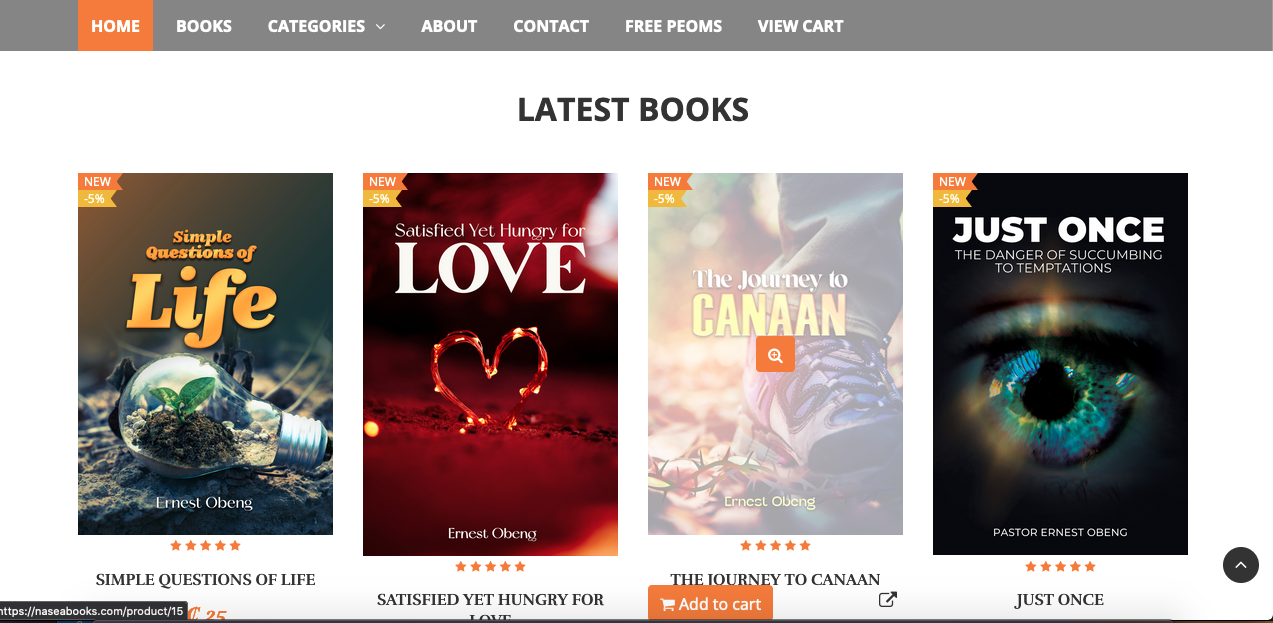 HOME BOOKS CATEGORIES ABOUT CONTACT FREE PEOMS VIEW CART
LATEST BOOKS
NEW
-5%
Simple
Questions of
Life
Ernest Obeng
SIMPLE QUESTIONS OF LIFE
₵ 25
NEW
-5%
Satisfied Yet Hungry for
LOVE
Ernest Obeng
SATISFIED YET HUNGRY FOR
LOVE
NEW
-5%
The Journey to
CANAAN
Ernest Obeng
THE JOURNEY TO CANAAN
Add to cart
NEW
-5%
JUST ONCE
THE DANGER OF SUCCUMBING
TO TEMPTATIONS
PASTOR ERNEST OBENG
JUST ONCE
https://naseabooks.com/product/15